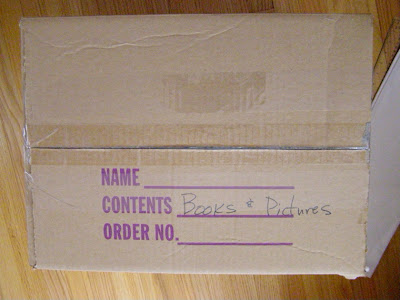 NAME
CONTENTS Books & Pictures
ORDER NO.